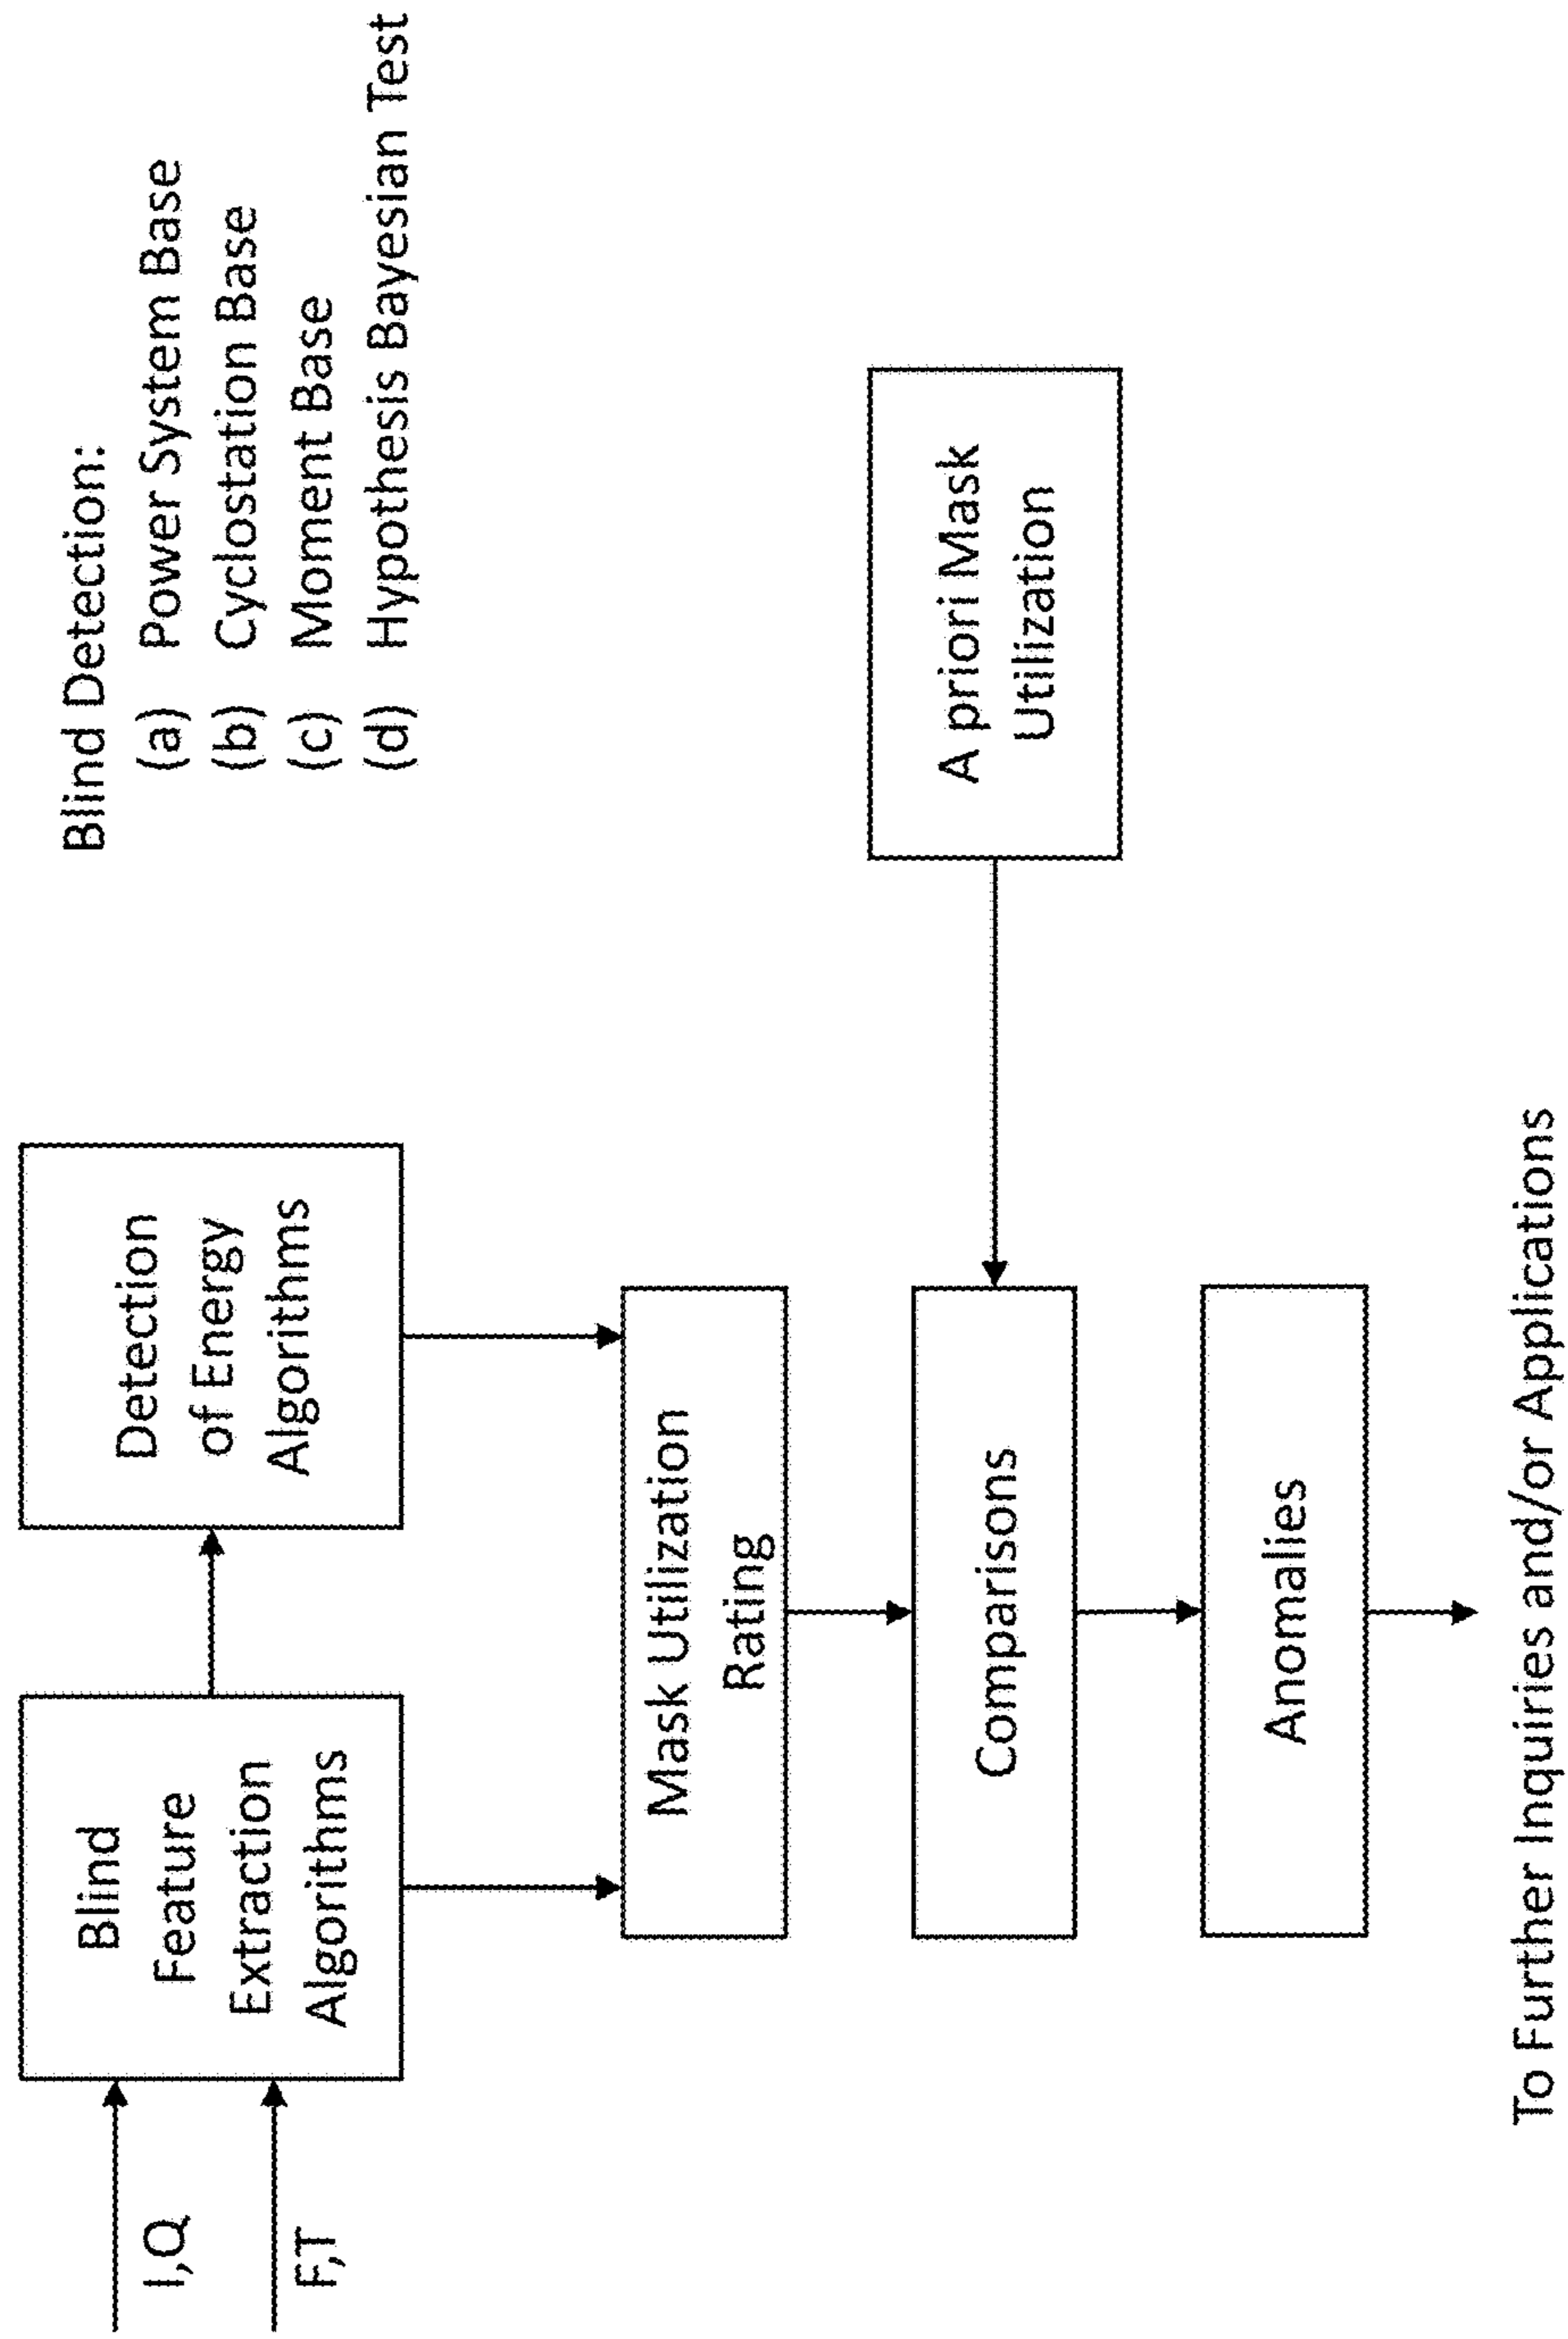 I,Q
F,T
Blind
Feature
Extraction
Algorithms
Detection
of Energy
Algorithms
Blind Detection:
(a) Power System Base
(b) Cyclostation Base
(c) Moment Base
(d) Hypothesis Bayesian Test
Mask Utilization
Rating
Comparisons
A priori Mask
Utilization
Anomalies
To Further Inquiries and/or Applications